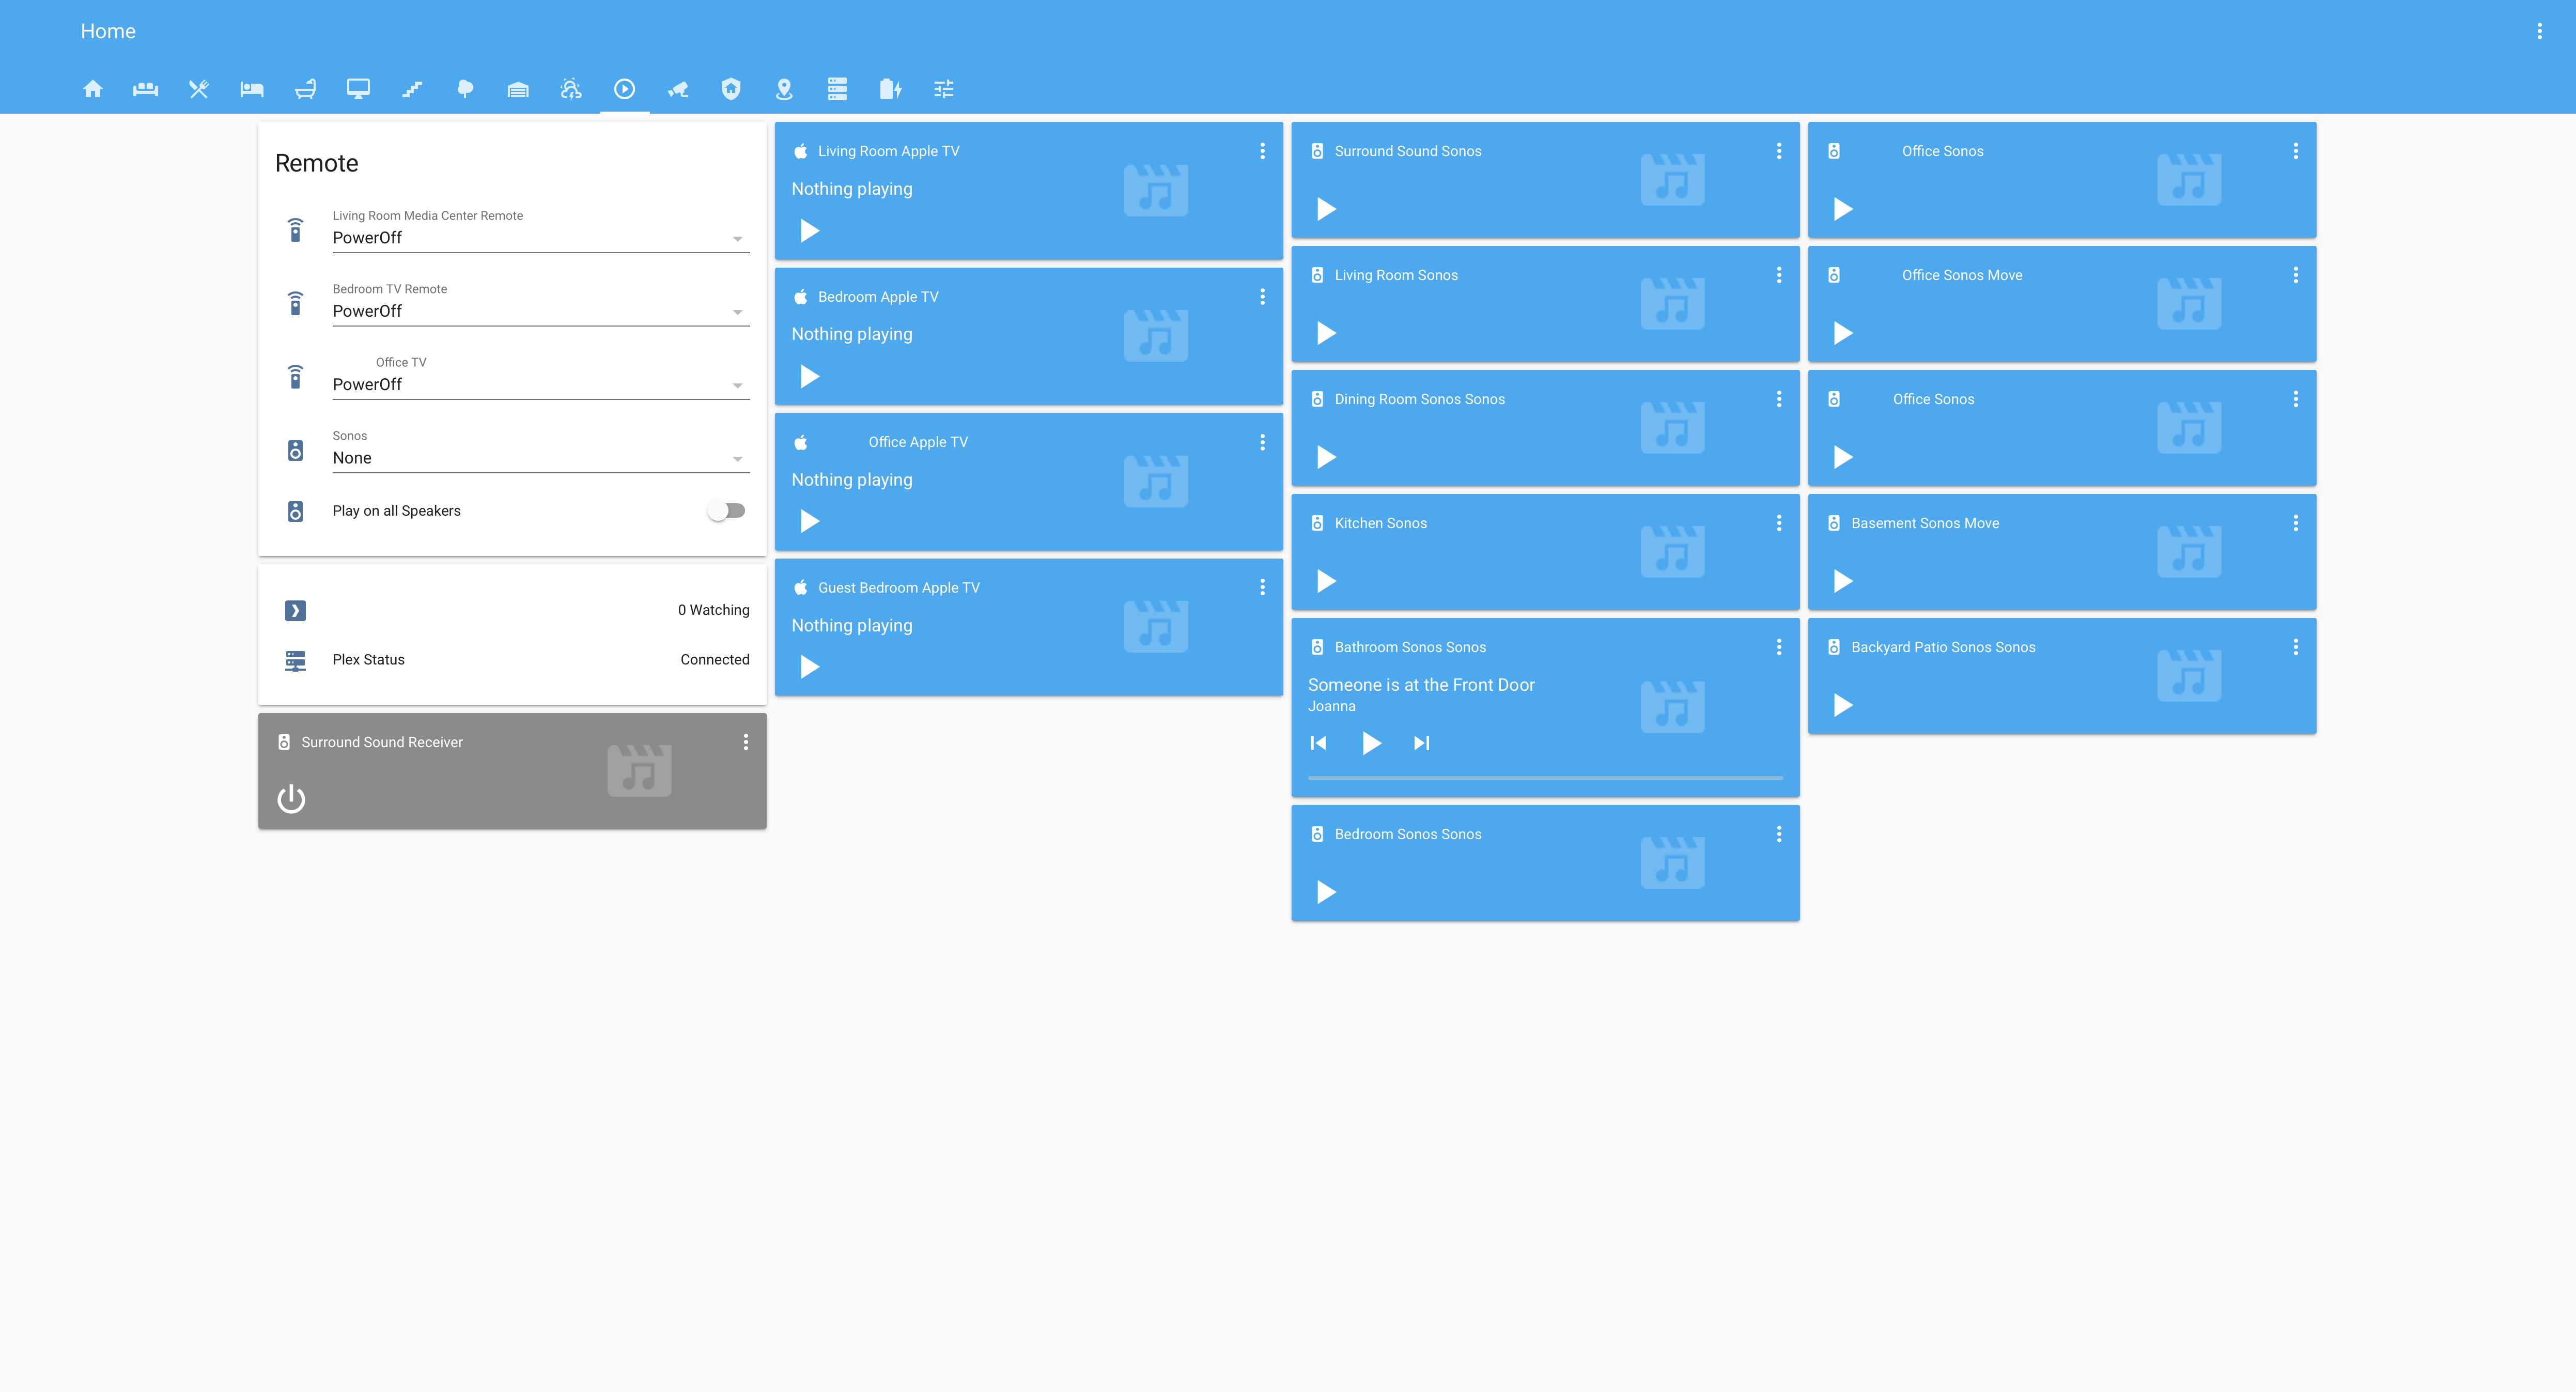 Home
Remote
Living Room Media Center Remote
PowerOff
Bedroom TV Remote
PowerOff
Office TV
PowerOff
Sonos
None
Play on all Speakers
0 Watching
Plex Status
Connected
Surround Sound Receiver
Living Room Apple TV
Nothing playing
Bedroom Apple TV
Nothing playing
Office Apple TV
Nothing playing
Guest Bedroom Apple TV
Nothing playing
Surround Sound Sonos
Living Room Sonos
Dining Room Sonos Sonos
Kitchen Sonos
Bathroom Sonos Sonos
Someone is at the Front Door
Joanna
Bedroom Sonos Sonos
Office Sonos
Office Sonos Move
Office Sonos
Basement Sonos Move
Backyard Patio Sonos Sonos